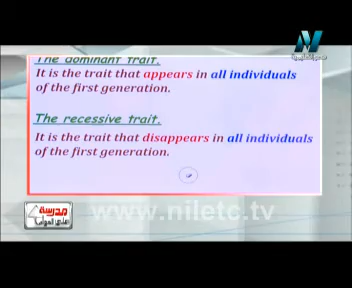 The dominant trait.
It is the trait that appears in all individuals
of the first generation.
The recessive trait.
It is the trait that disappears in all individuals
of the first generation.
مدرسة
على الهواء
www.niletc.tv